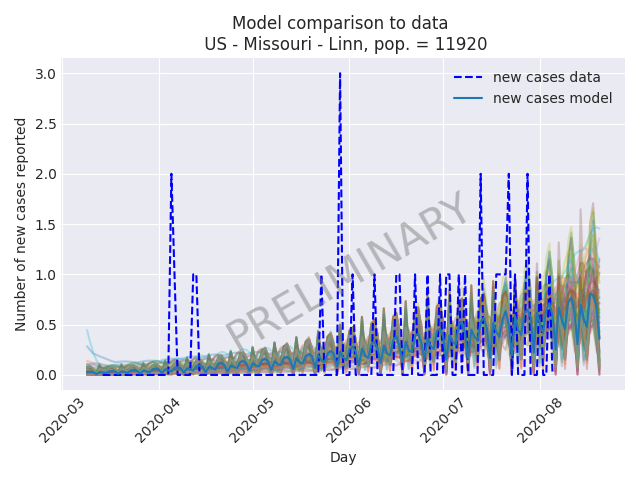 Model comparison to data
US - Missouri - Linn, pop. = 11920
new cases data
new cases model
PRELIMINARY
Number of new cases reported
3.0
2.5
2.0
1.5
1.0
0.5
0.0
2020-03
2020-04
2020-05
2020-06
2020-07
2020-08
Day